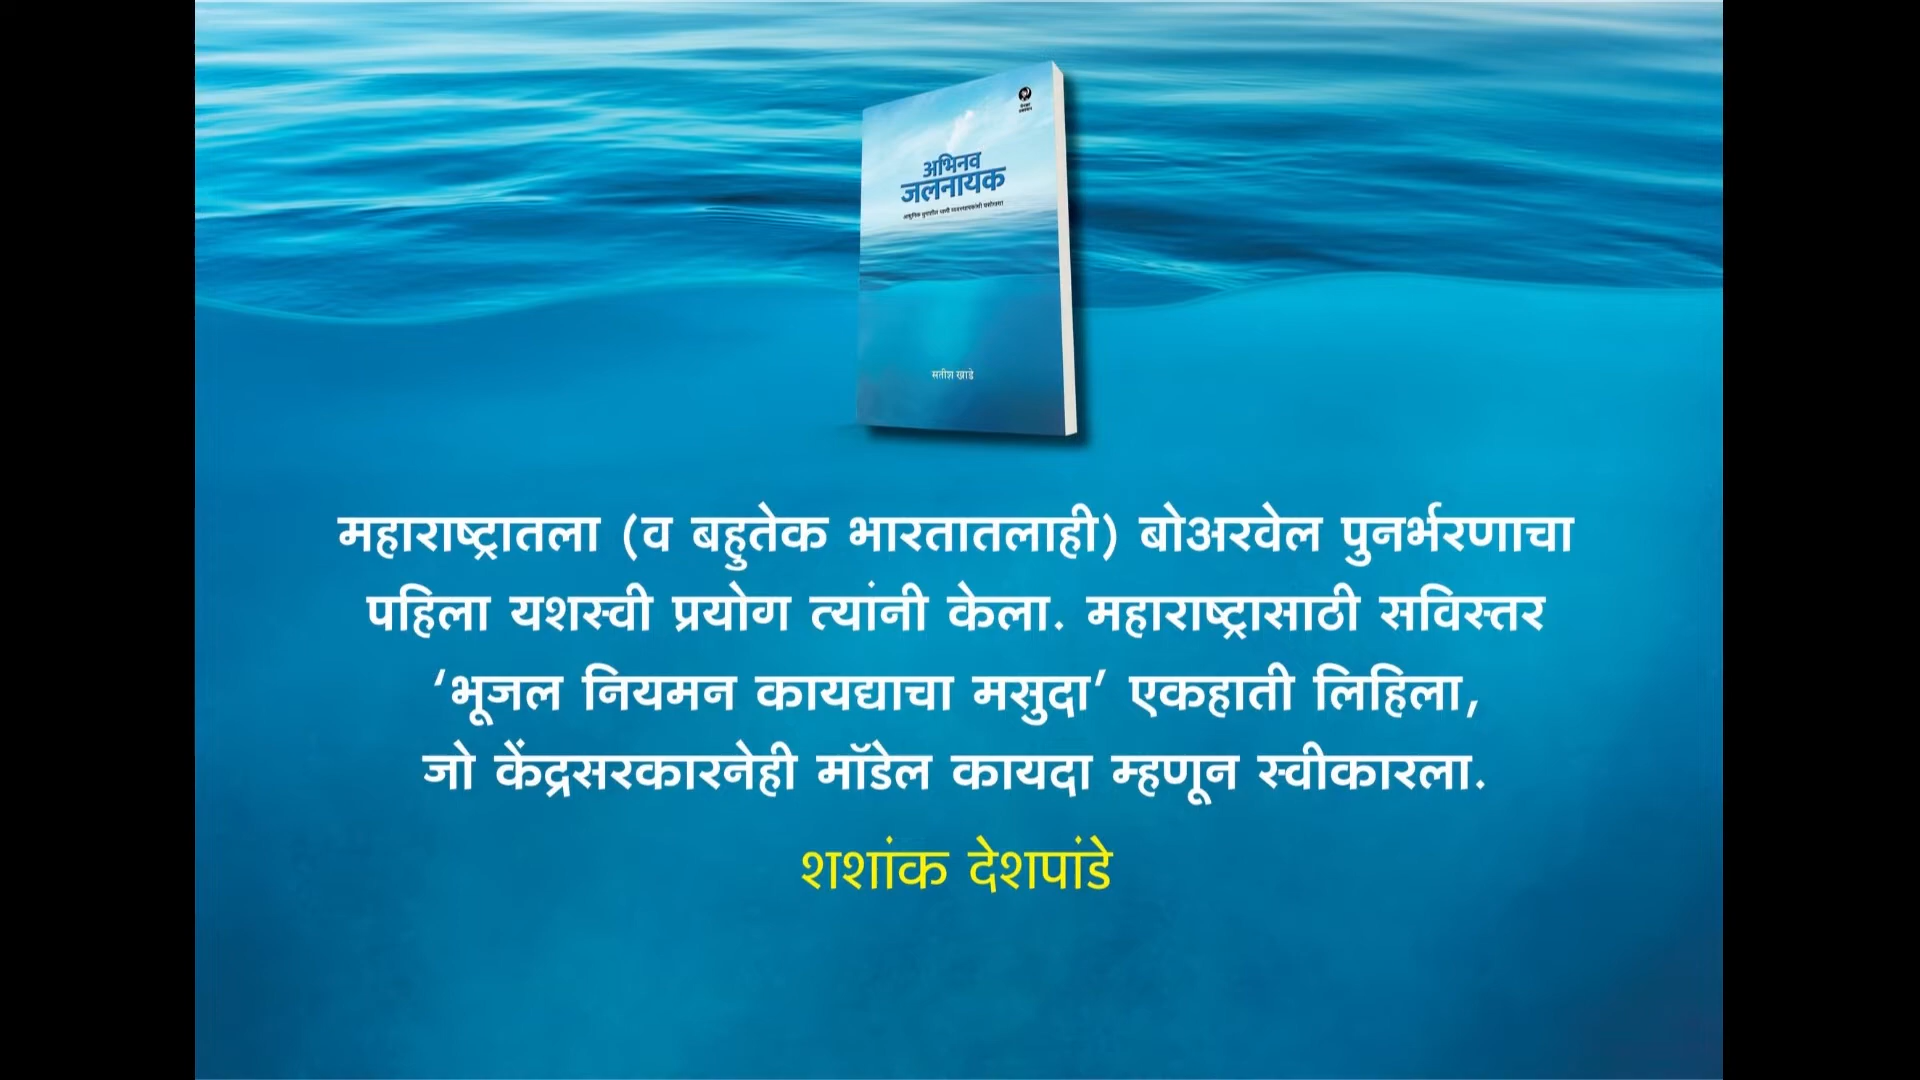 अभिनव
जलनायक
सतीश खाडे
महाराष्ट्रातला (व बहुतेक भारतातलाही) बोअरवेल पुनर्भरणाचा
पहिला यशस्वी प्रयोग त्यांनी केला. महाराष्ट्रासाठी सविस्तर
‘भूजल नियमन कायद्याचा मसुदा’ एकहाती लिहिला,
जो केंद्रसरकारनेही मॉडेल कायदा म्हणून स्वीकारला.
शशांक देशपांडे